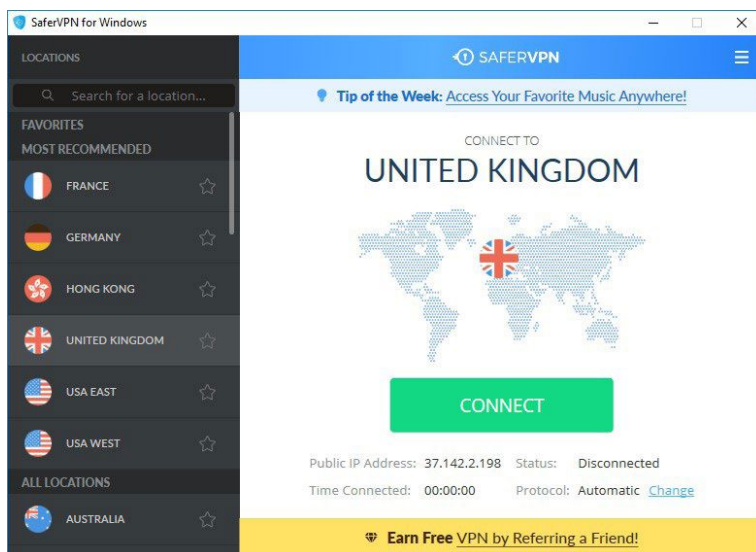 SaferVPN for Windows
LOCATIONS
Search for a location...
FAVORITES
MOST RECOMMENDED
FRANCE
GERMANY
HONG KONG
UNITED KINGDOM
USA EAST
USA WEST
ALL LOCATIONS
AUSTRALIA
SAFERVPN
Tip of the Week: Access Your Favorite Music Anywhere!
CONNECT TO
UNITED KINGDOM
CONNECT
Public IP Address: 37.142.2.198 Status: Disconnected
Time Connected: 00:00:00 Protocol: Automatic Change
Earn Free VPN by Referring a Friend!